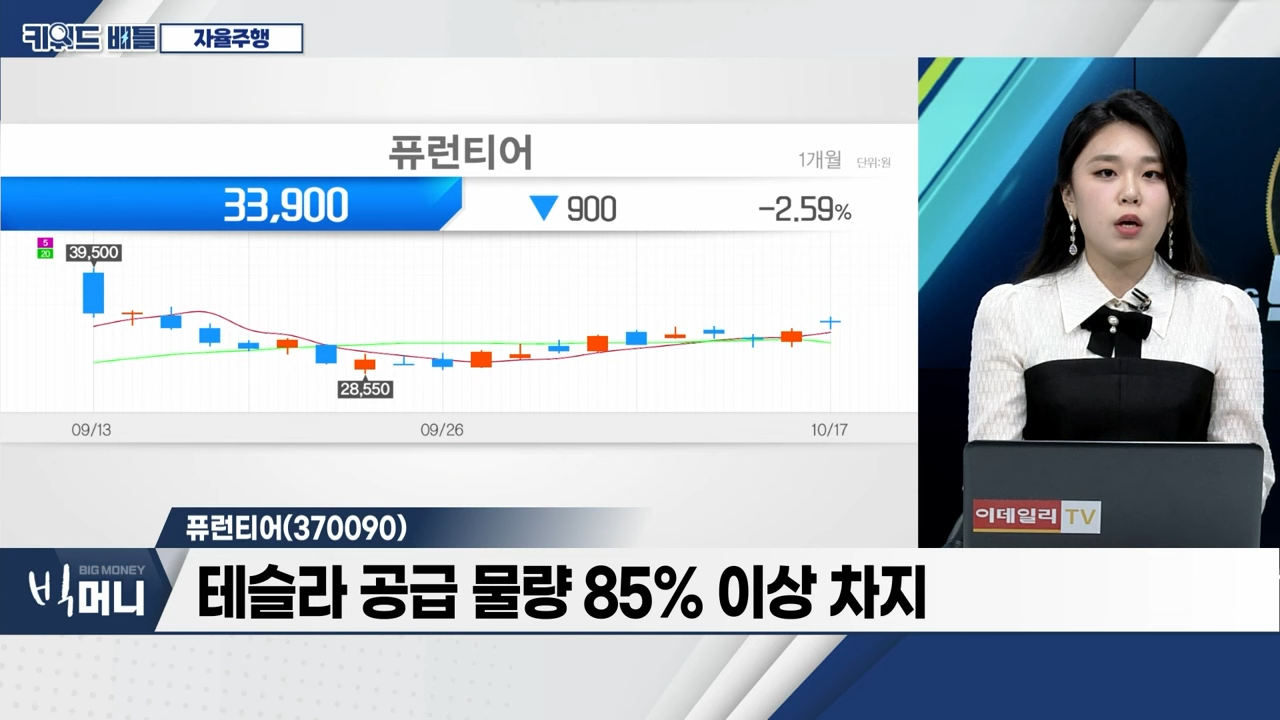 키워드 배틀
자율주행
퓨런티어
1개월 단위:원
33,900 ▼ 900 -2.59%
5
20
39,500
28,550
09/13 09/26 10/17
이데일리 TV
퓨런티어(370090)
BIG MONEY
빅머니
테슬라 공급 물량 85% 이상 차지